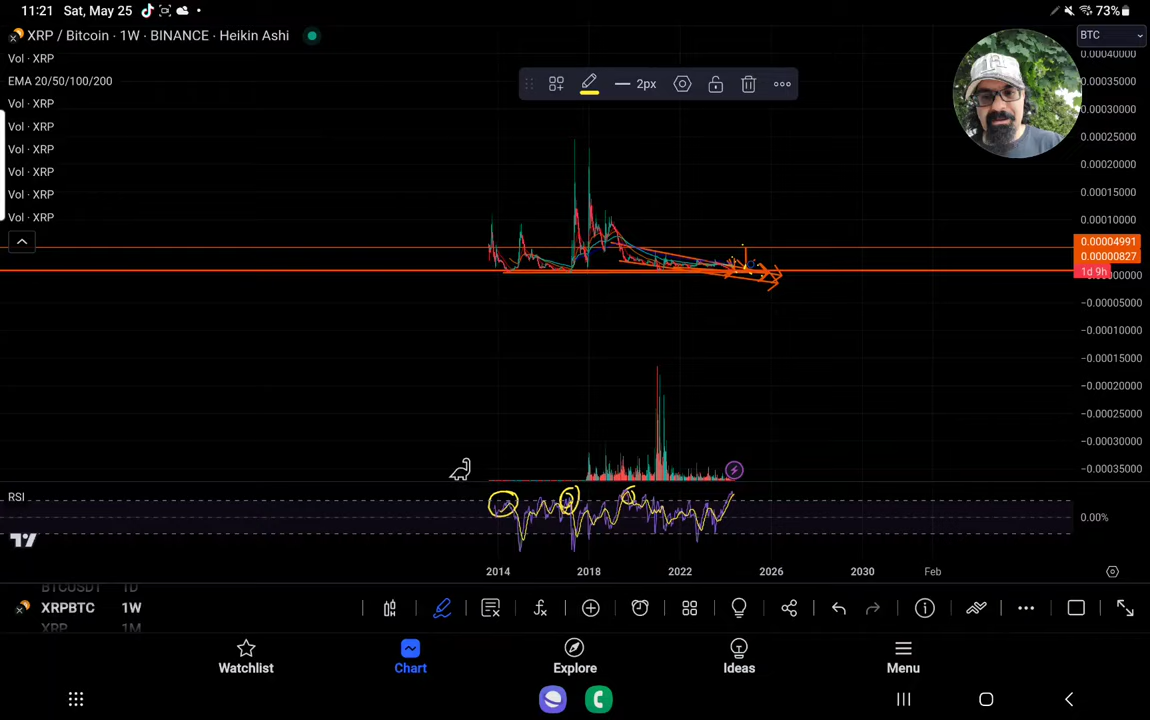 11:21 Sat, May 25
73%
XRP / Bitcoin · 1W · BINANCE · Heikin Ashi
BTC
Vol · XRP
EMA 20/50/100/200
Vol · XRP
Vol · XRP
Vol · XRP
Vol · XRP
Vol · XRP
Vol · XRP
2px
0.00040000
0.00035000
0.00030000
0.00025000
0.00020000
0.00015000
0.00010000
0.00004991
0.00000827
1d 9h
0.00000000
−0.00005000
−0.00010000
−0.00015000
−0.00020000
−0.00025000
−0.00030000
−0.00035000
RSI
0.00%
2014
2018
2022
2026
2030
Feb
BTCUSDT 1D
XRPBTC 1W
XRP 1M
Watchlist
Chart
Explore
Ideas
Menu